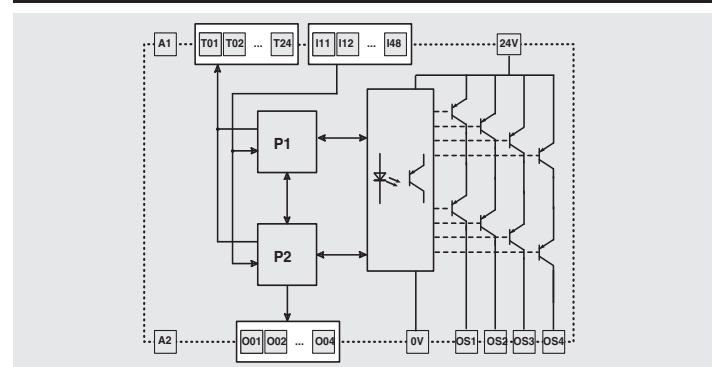 A1 T01 T02 ... T24 I11 I12 ... I48 24V
P1
P2
A2 O01 O02 ... O04 0V OS1 OS2 OS3 OS4